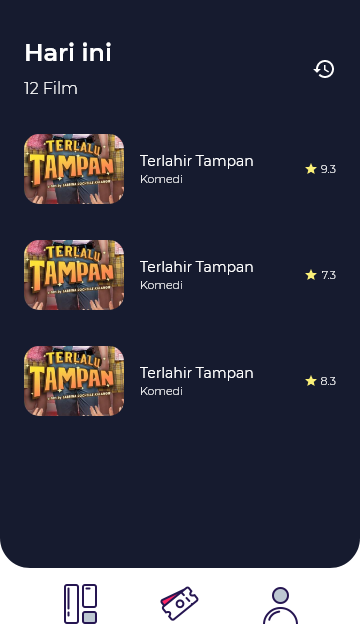 Hari ini
12 Film
TERLALU
TAMPAN
Terlahir Tampan
Komedi
9.3
TERLALU
TAMPAN
Terlahir Tampan
Komedi
7.3
TERLALU
TAMPAN
Terlahir Tampan
Komedi
8.3